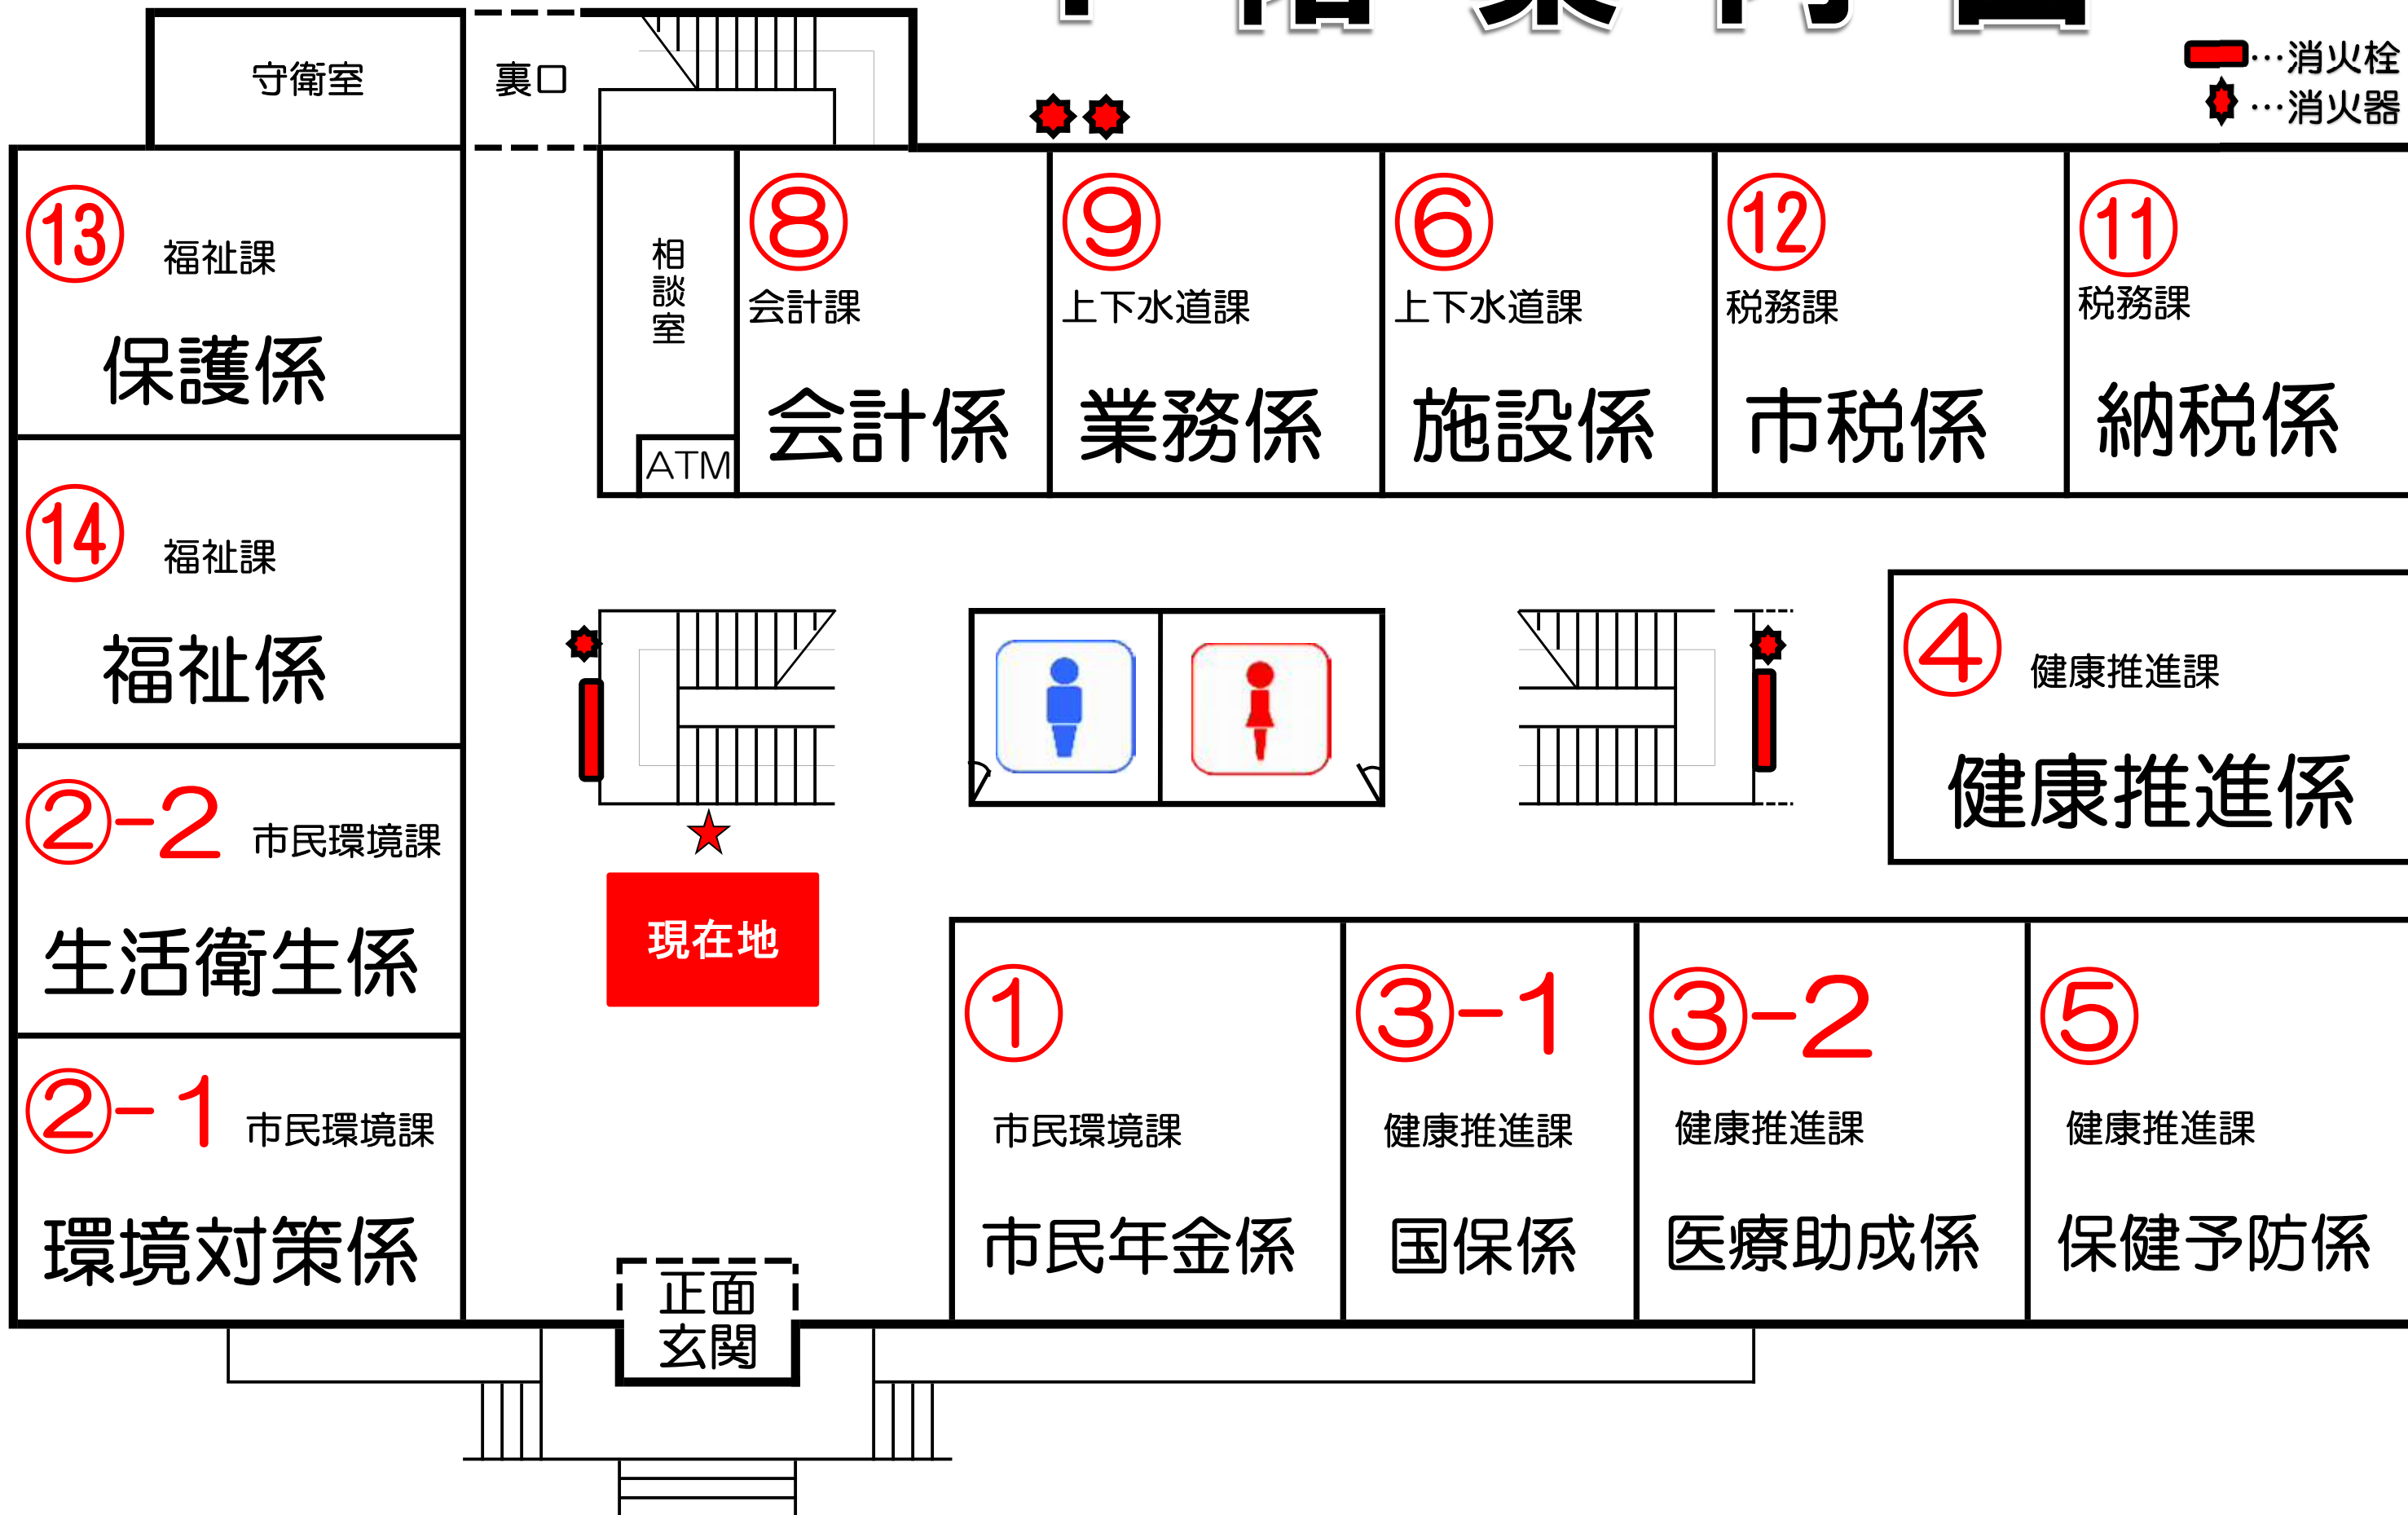 …消火栓
…消火器
守衛室
裏口
⑬
福祉課
保護係
相談室
ATM
⑧
会計課
会計係
⑨
上下水道課
業務係
⑥
上下水道課
施設係
⑫
税務課
市税係
⑪
税務課
納税係
⑭
福祉課
福祉係
④
健康推進課
健康推進係
②-2
市民環境課
生活衛生係
現在地
②-1
市民環境課
環境対策係
①
市民環境課
市民年金係
③-1
健康推進課
国保係
③-2
健康推進課
医療助成係
⑤
健康推進課
保健予防係
正面
玄関